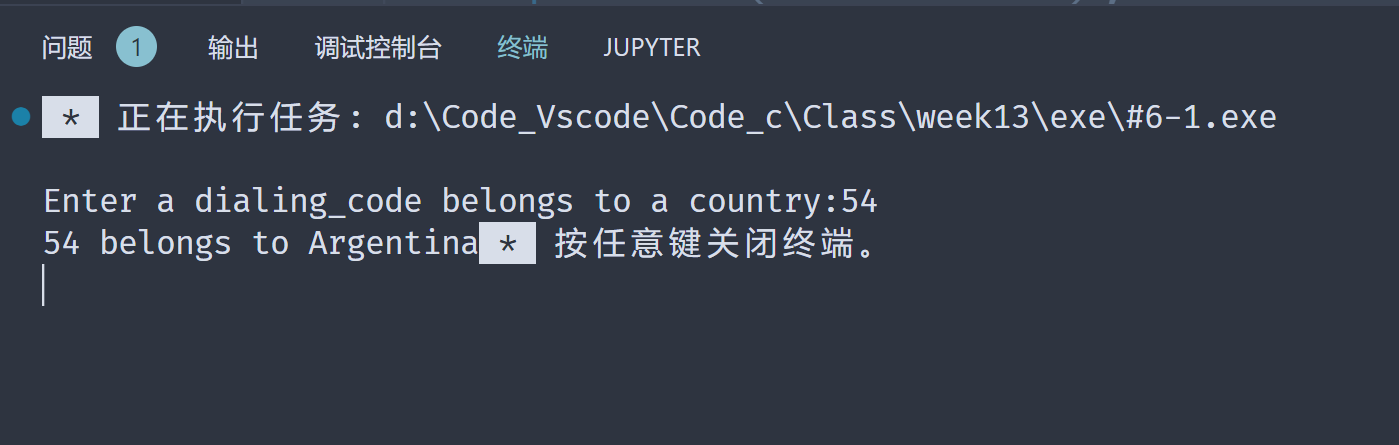 问题 1 输出 调试控制台 终端 JUPYTER
* 正在执行任务: d:\Code_Vscode\Code_c\Class\week13\exe\#6-1.exe
Enter a dialing_code belongs to a country:54
54 belongs to Argentina * 按任意键关闭终端。